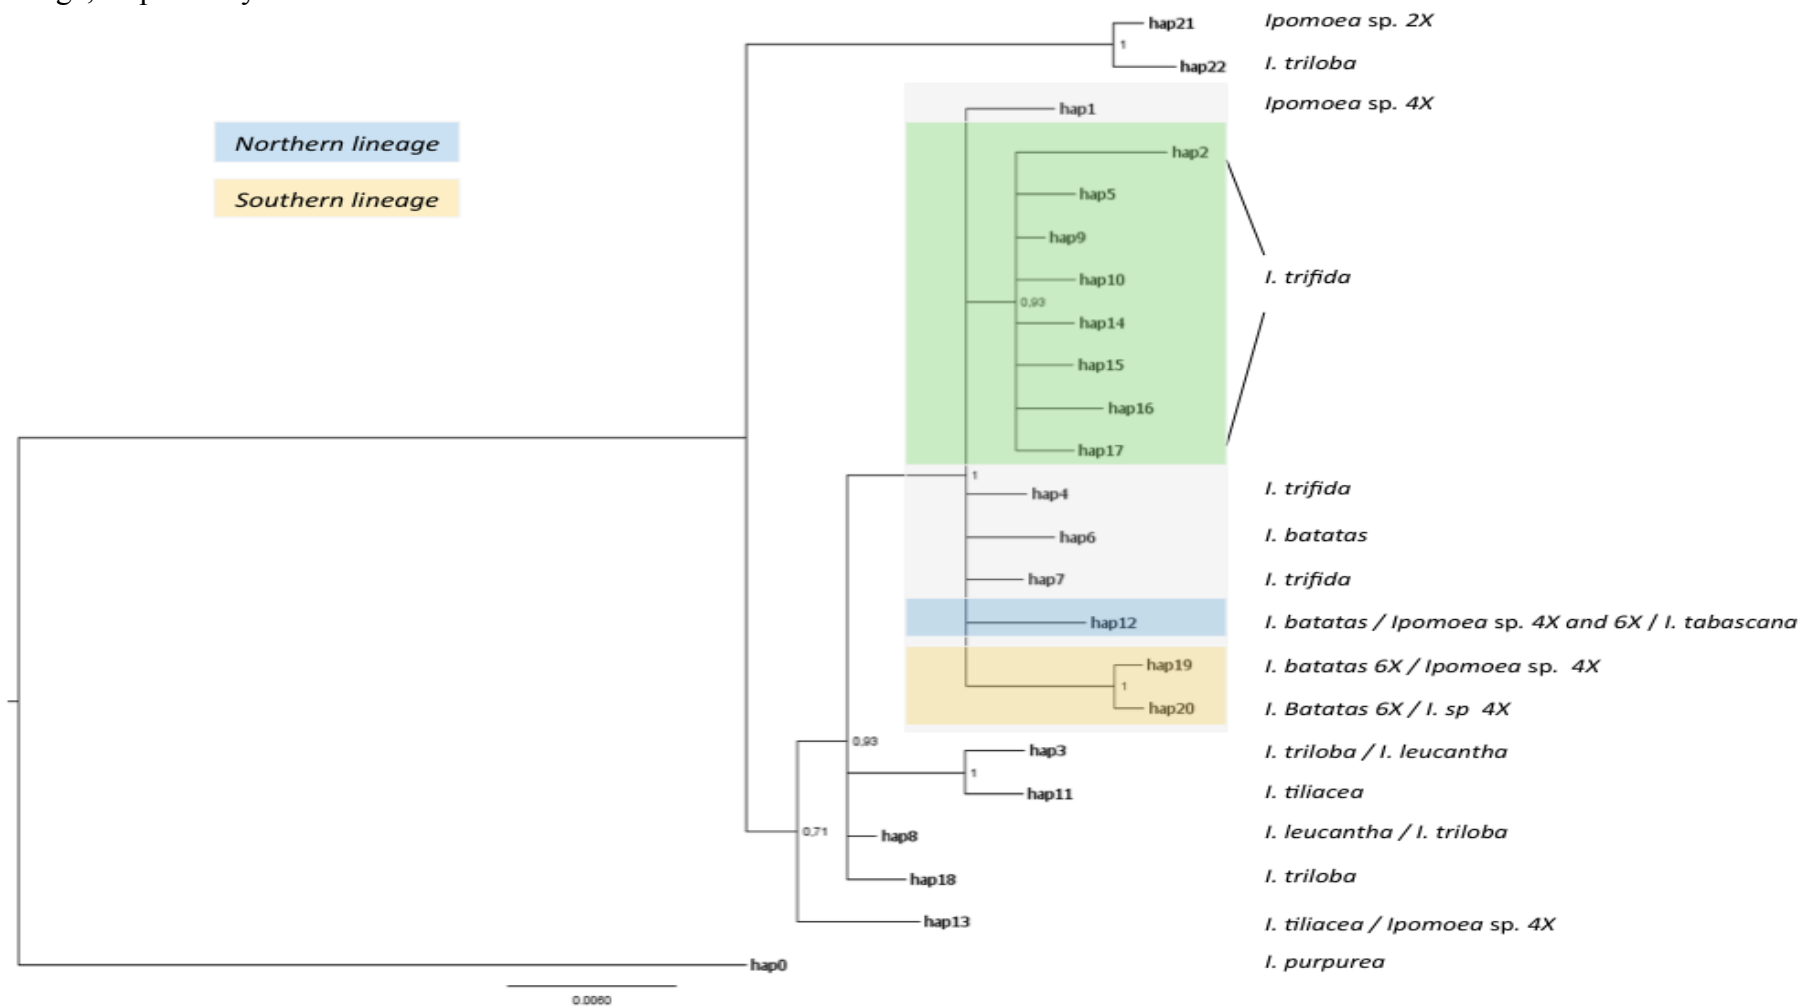 hap21 Ipomoea sp. 2X
1
hap22 I. triloba
hap1 Ipomoea sp. 4X
Northern lineage
hap2
Southern lineage
hap5
hap9
hap10 I. trifida
0,93
hap14
hap15
hap16
hap17
1
hap4 I. trifida
hap6 I. batatas
hap7 I. trifida
hap12 I. batatas / Ipomoea sp. 4X and 6X / I. tabascana
hap19 I. batatas 6X / Ipomoea sp. 4X
1
hap20 I. Batatas 6X / I. sp 4X
0,93
hap3 I. triloba / I. leucantha
1
hap11 I. tiliacea
0,71
hap8 I. leucantha / I. triloba
hap18 I. triloba
hap13 I. tiliacea / Ipomoea sp. 4X
hap0 I. purpurea
0.0060